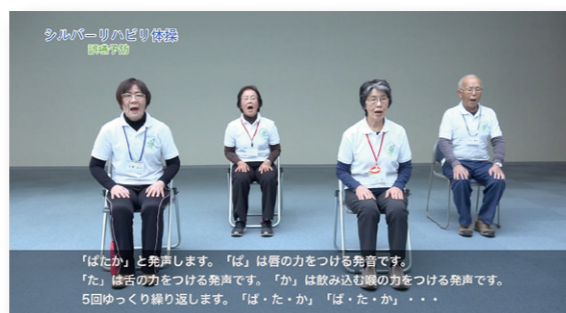 シルバーリハビリ体操
誤嚥予防
「ぱたか」と発声します。「ぱ」は唇の力をつける発音です。
「た」は舌の力をつける発声です。「か」は飲み込む喉の力をつける発声です。
5回ゆっくり繰り返します。「ぱ・た・か」「ぱ・た・か」・・・